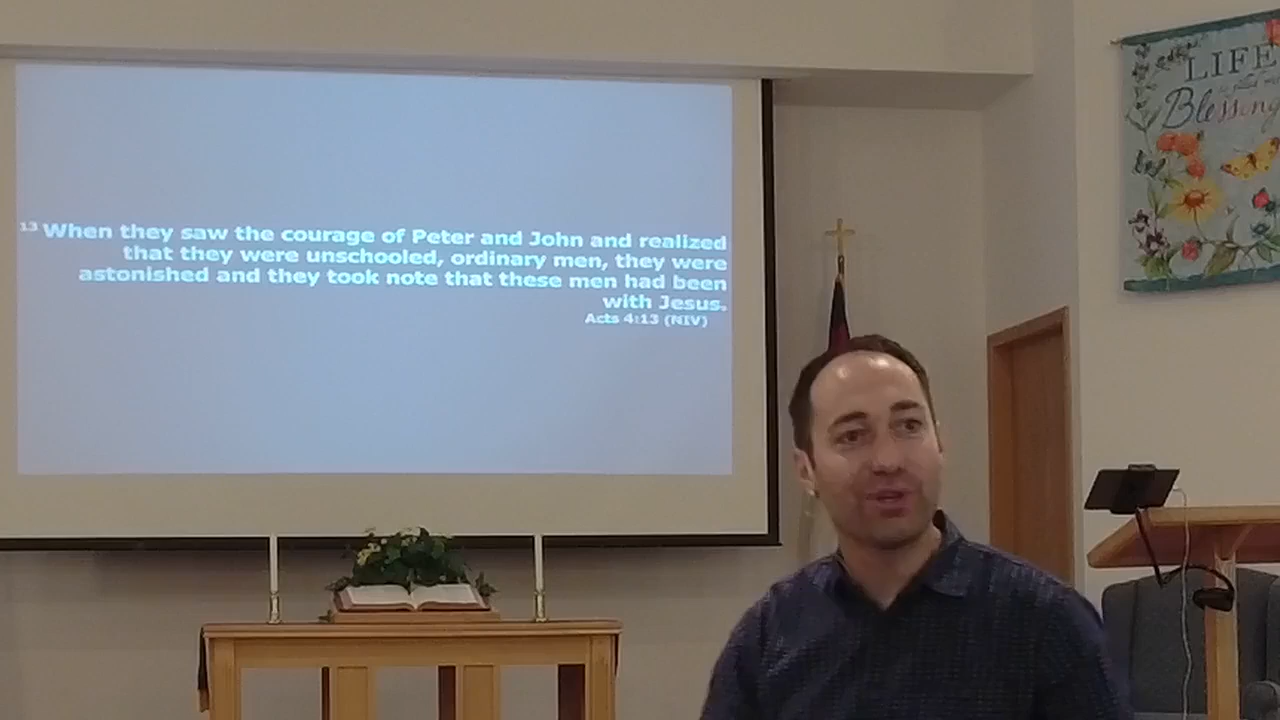 13 When they saw the courage of Peter and John and realized
that they were unschooled, ordinary men, they were
astonished and they took note that these men had been
with Jesus.
Acts 4:13 (NIV)
LIFE
Blessing